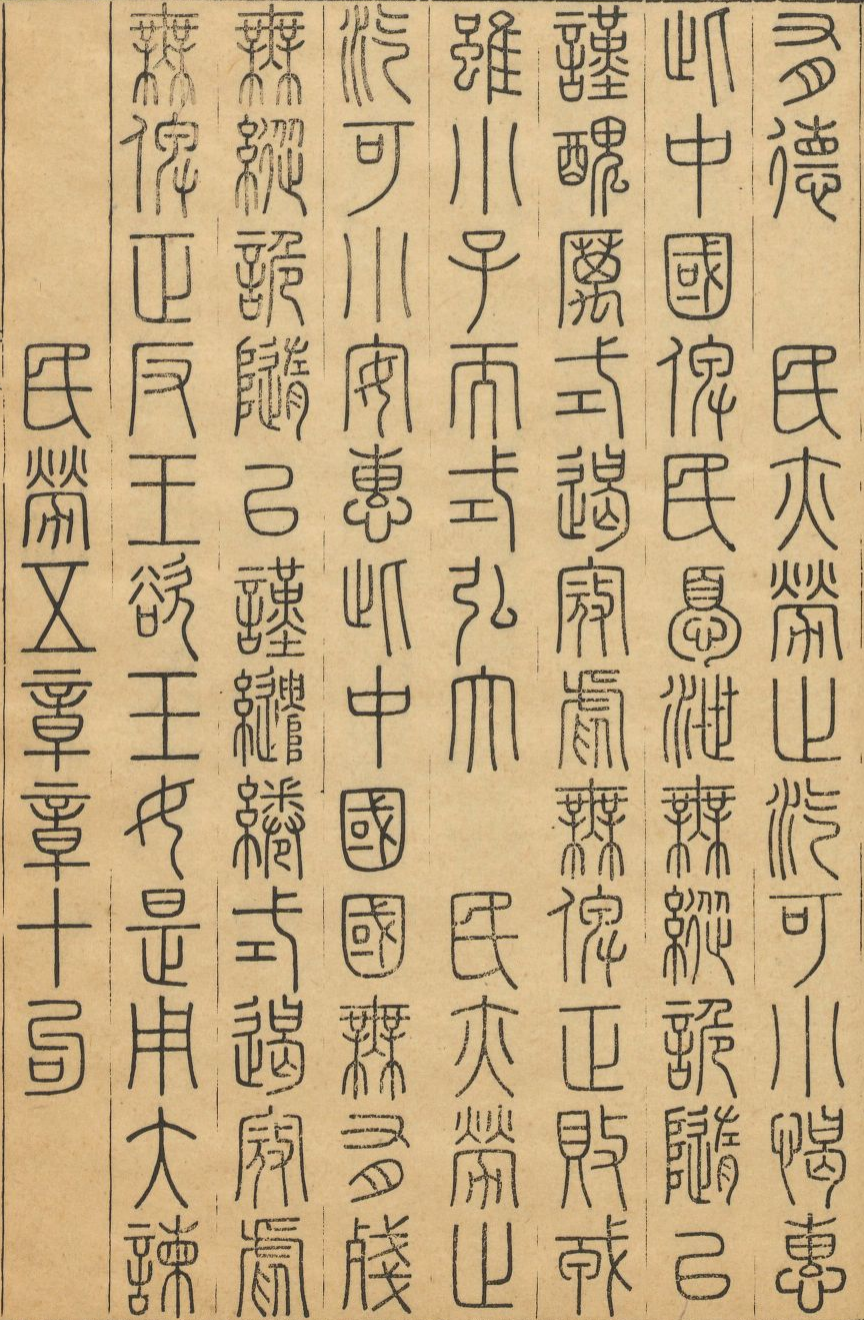 有德　民亦勞止汔可小愒惠
此中國俾民憂泄無縱詭隨以
謹醜厲式遏寇虐無俾正敗戎
雖小子而式弘大　民亦勞止
汔可小安惠此中國國無有殘
無縱詭隨以謹繾綣式遏寇虐
無俾正反王欲王女是用大諫
民勞五章章十句